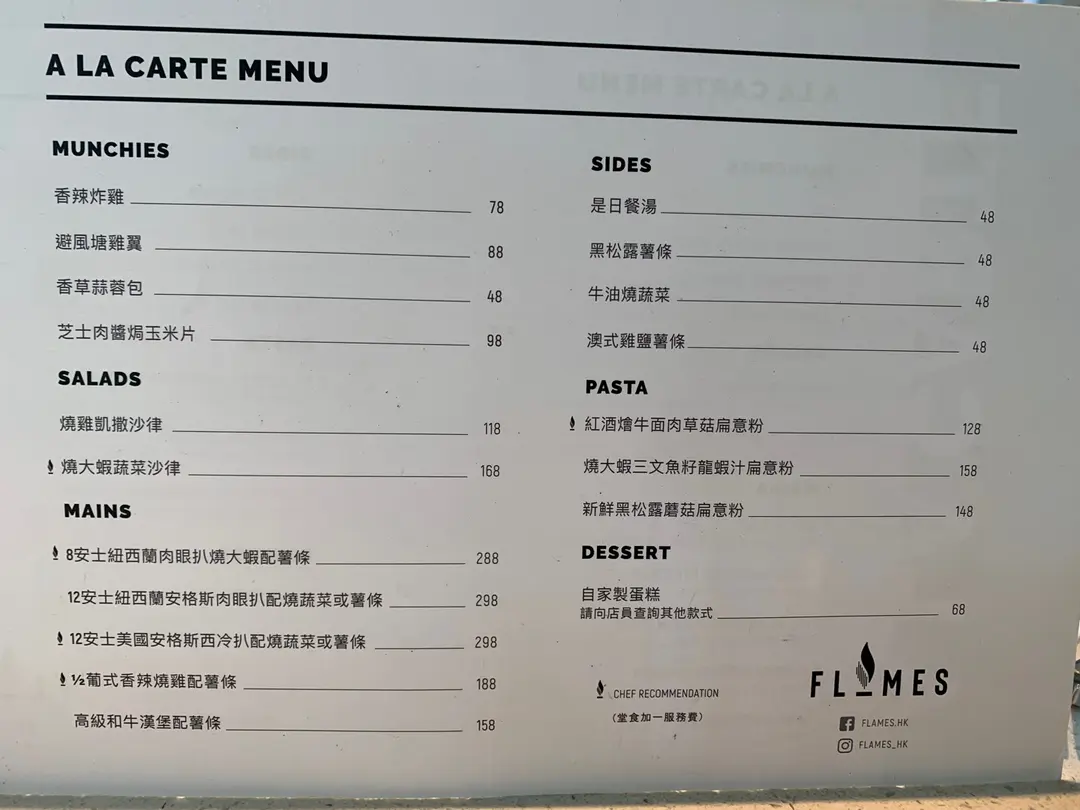 A LA CARTE MENU
MUNCHIES
香辣炸雞 78
避風塘雞翼 88
香草蒜蓉包 48
芝士肉醬焗玉米片 98
SALADS
燒雞凱撒沙律 118
燒大蝦蔬菜沙律 168
MAINS
8安士紐西蘭肉眼扒燒大蝦配薯條 288
12安士紐西蘭安格斯肉眼扒配燒蔬菜或薯條 298
12安士美國安格斯西冷扒配燒蔬菜或薯條 298
½葡式香辣燒雞配薯條 188
高級和牛漢堡配薯條 158
SIDES
是日餐湯 48
黑松露薯條 48
牛油燒蔬菜 48
澳式雞鹽薯條 48
PASTA
紅酒燴牛面肉草菇扁意粉 128
燒大蝦三文魚籽龍蝦汁扁意粉 158
新鮮黑松露蘑菇扁意粉 148
DESSERT
自家製蛋糕
請向店員查詢其他款式 68
CHEF RECOMMENDATION
(堂食加一服務費)
FLAMES
FLAMES.HK
FLAMES_HK